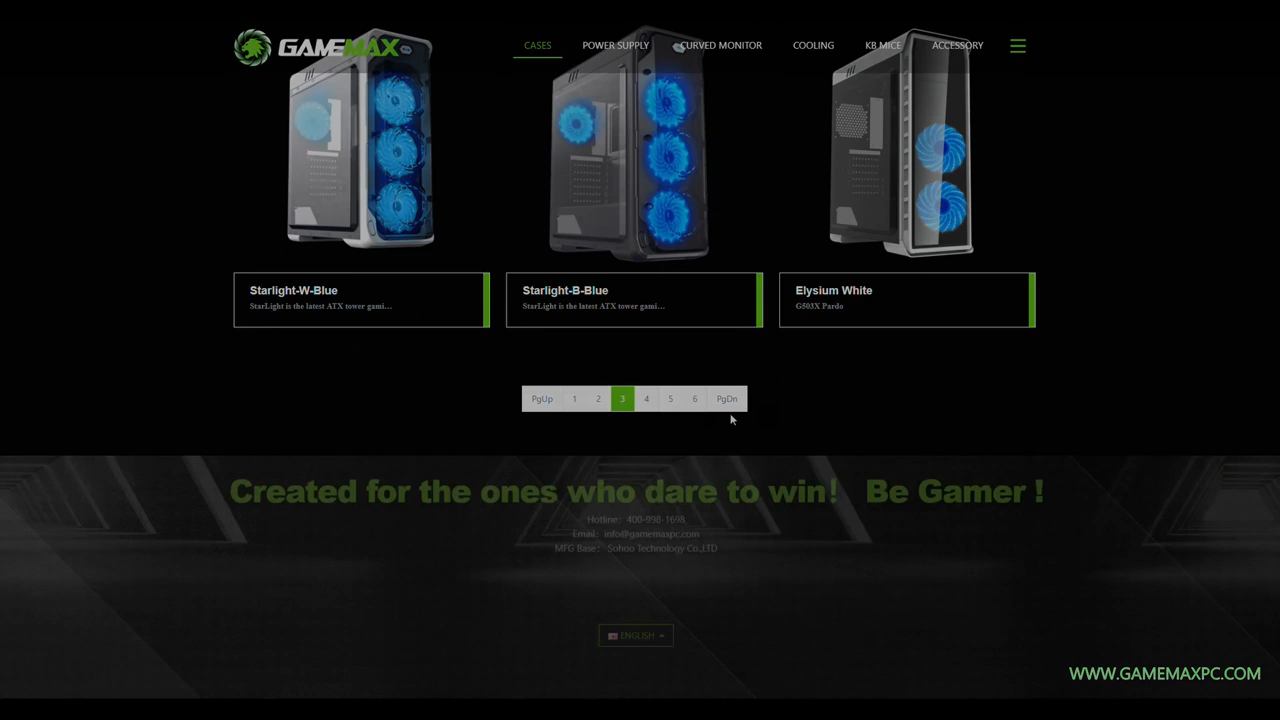 GAMEMAX
CASES POWER SUPPLY CURVED MONITOR COOLING KB MICE ACCESSORY
Starlight-W-Blue
StarLight is the latest ATX tower gami...
Starlight-B-Blue
StarLight is the latest ATX tower gami...
Elysium White
G503X Pardo
PgUp 1 2 3 4 5 6 PgDn
Created for the ones who dare to win! Be Gamer !
Hotline: 400-998-1698
Email: info@gamemaxpc.com
MFG Base: Sohoo Technology Co.,LTD
ENGLISH
WWW.GAMEMAXPC.COM